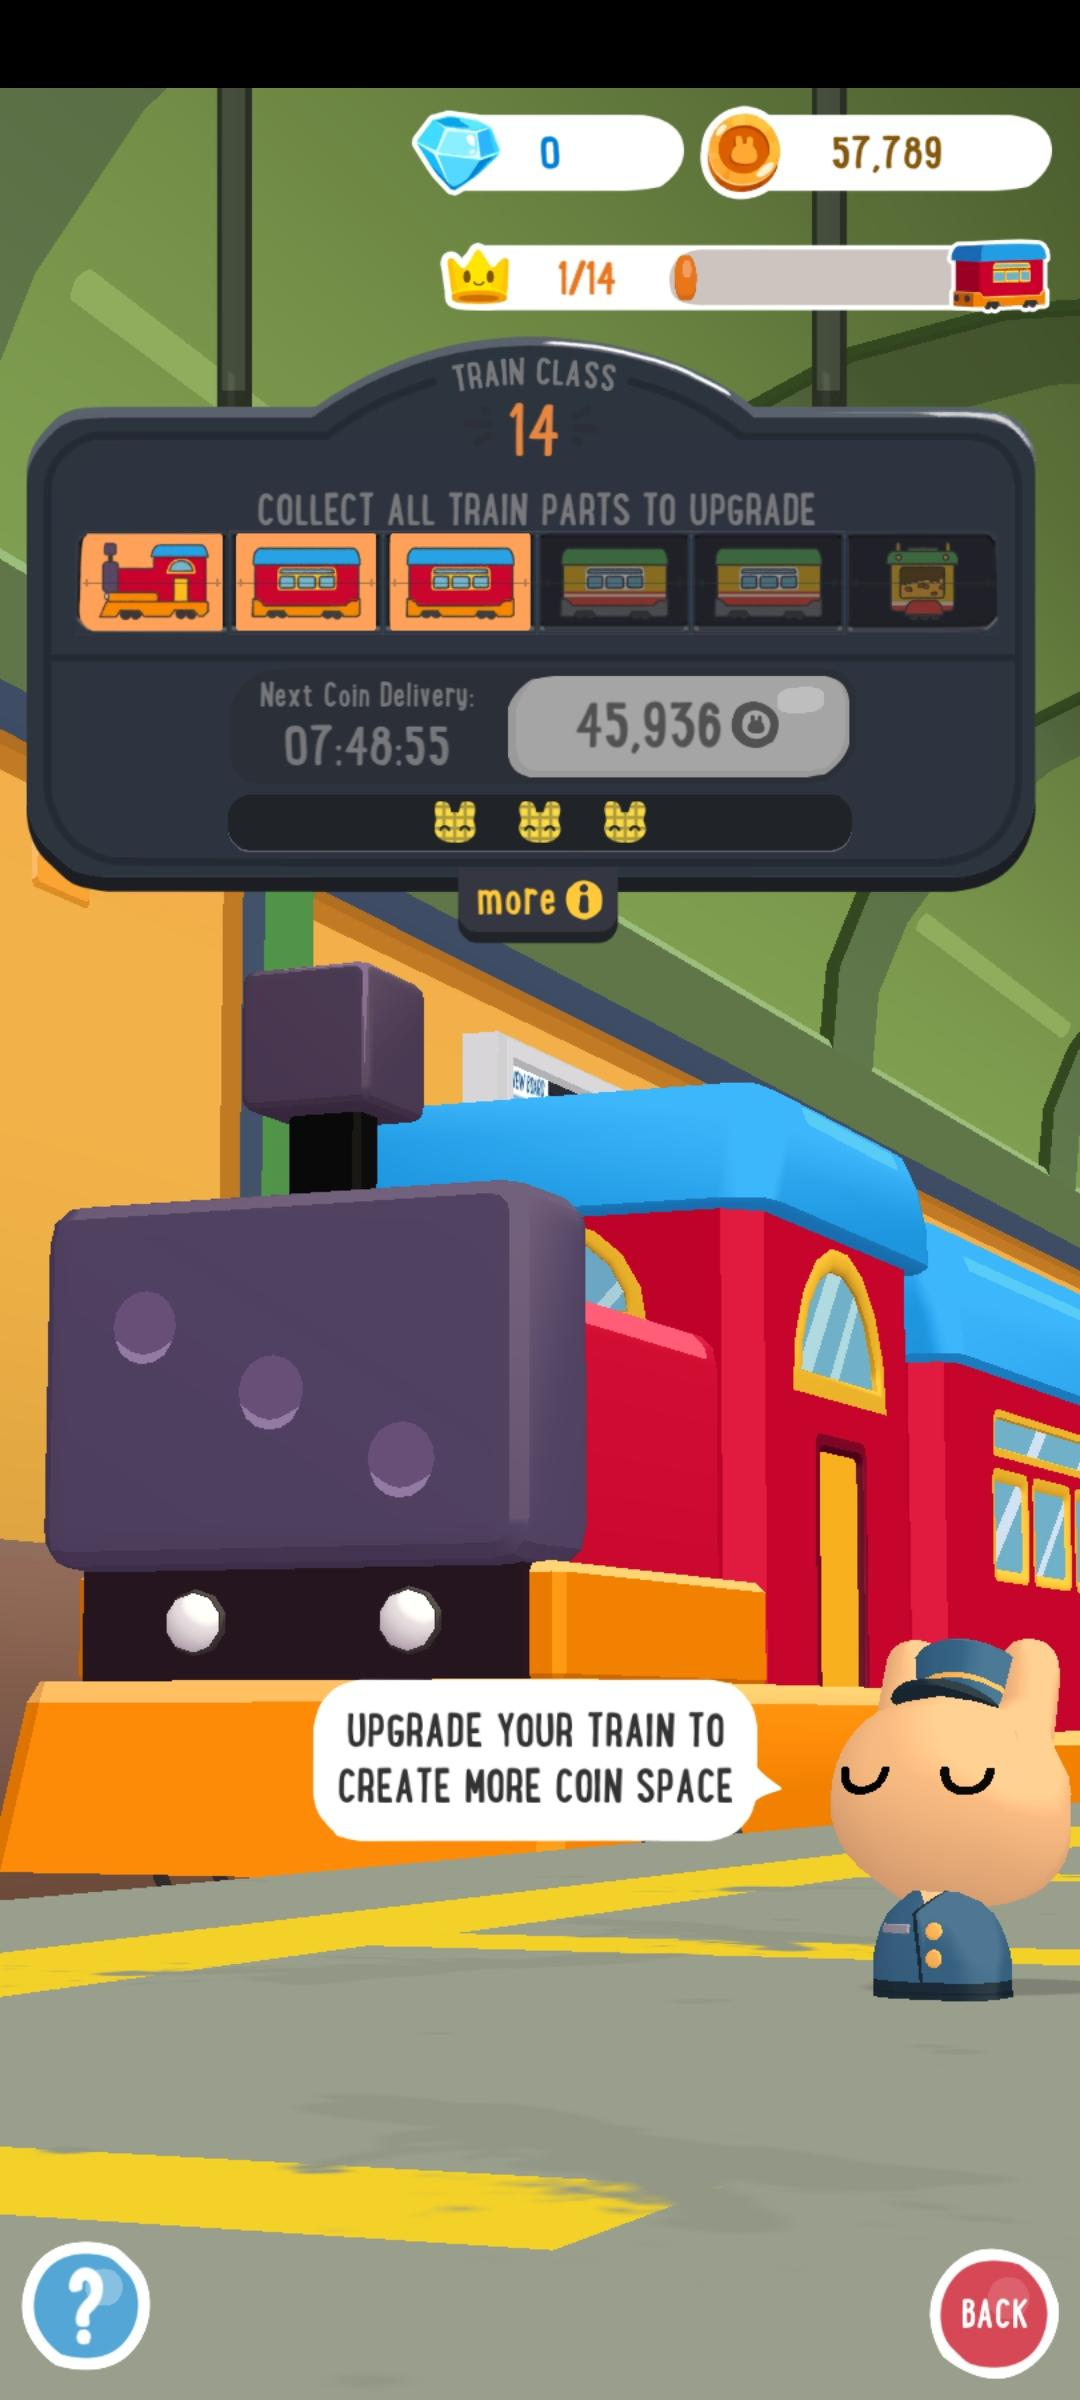 0
57,789
1/14
TRAIN CLASS
14
COLLECT ALL TRAIN PARTS TO UPGRADE
Next Coin Delivery:
07:48:55
45,936
more i
UPGRADE YOUR TRAIN TO
CREATE MORE COIN SPACE
?
BACK